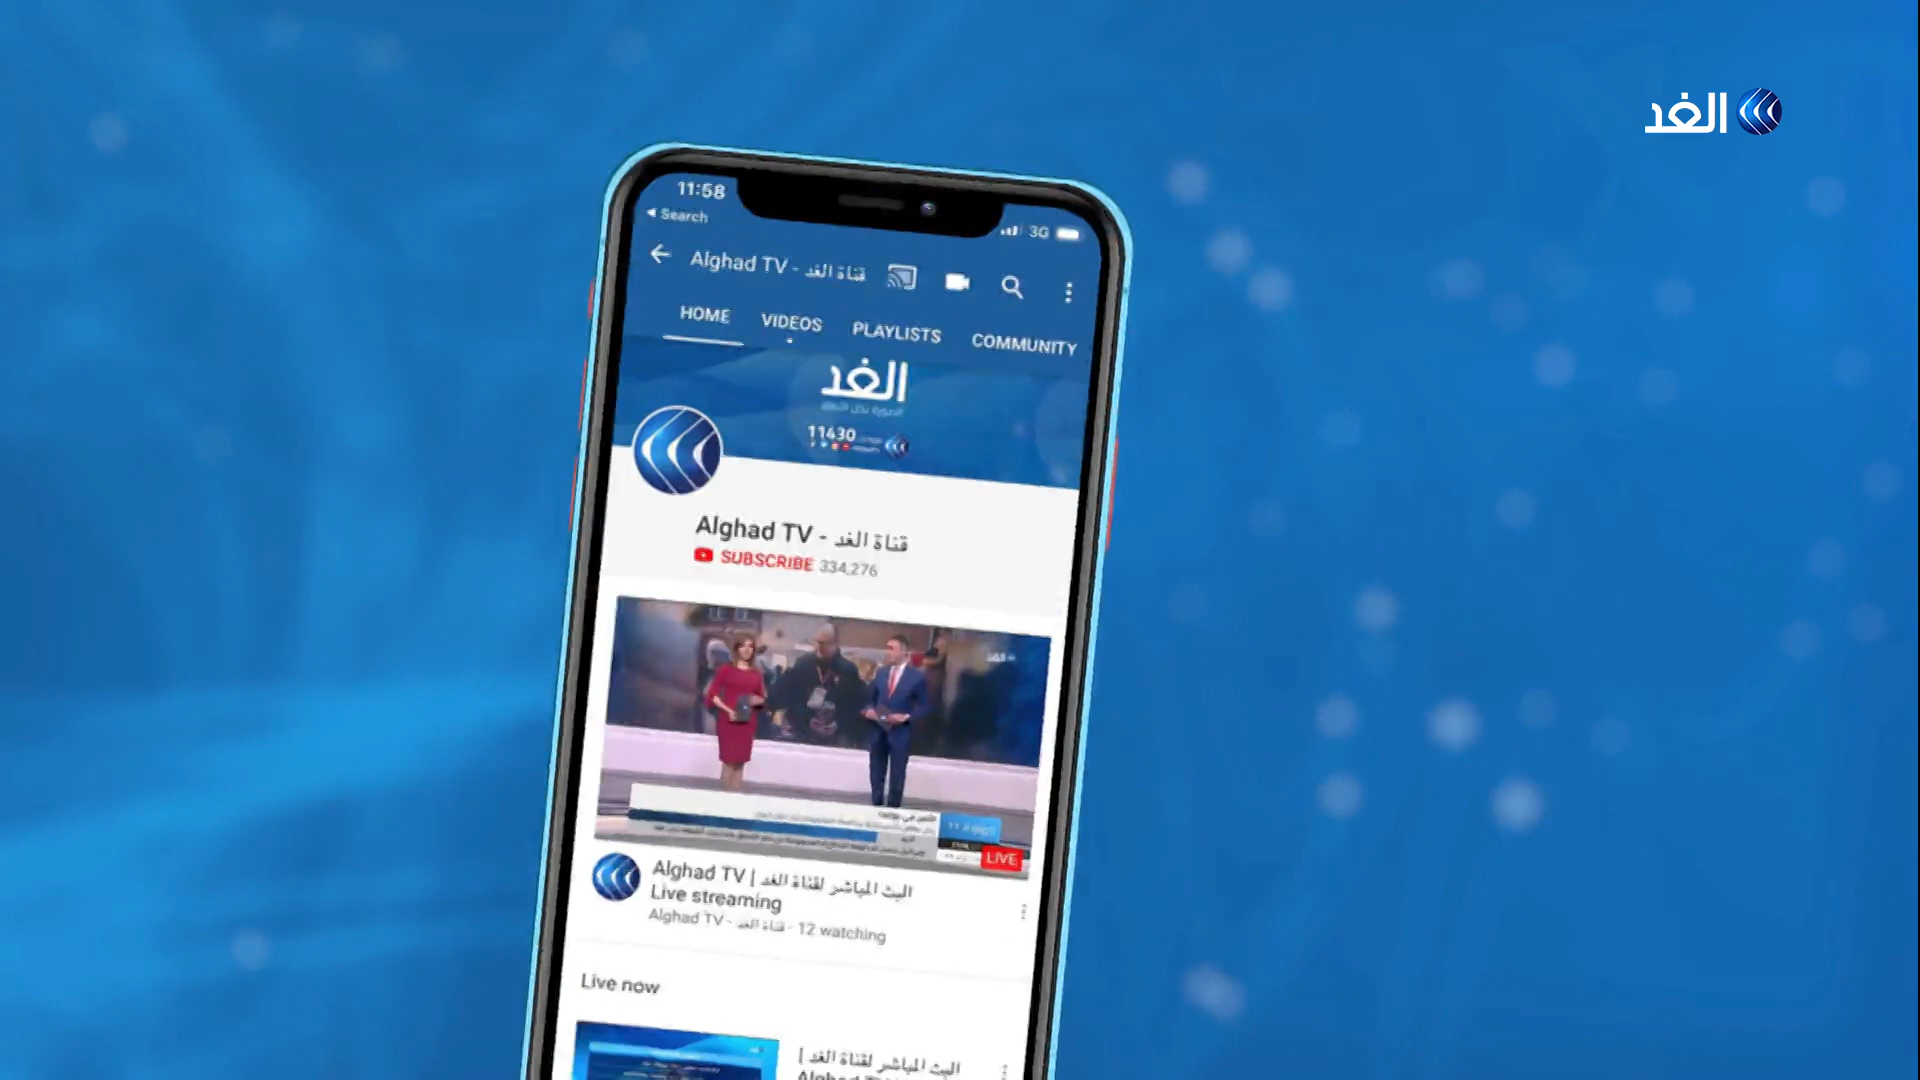 الغد
11:58
Search
3G
Alghad TV - قناة الغد
HOME
VIDEOS
PLAYLISTS
COMMUNITY
الغد
11430
Alghad TV - قناة الغد
SUBSCRIBE 334,276
LIVE
Alghad TV | البث المباشر لقناة الغد
Live streaming
Alghad TV - قناة الغد · 12 watching
Live now
البث المباشر لقناة الغد |